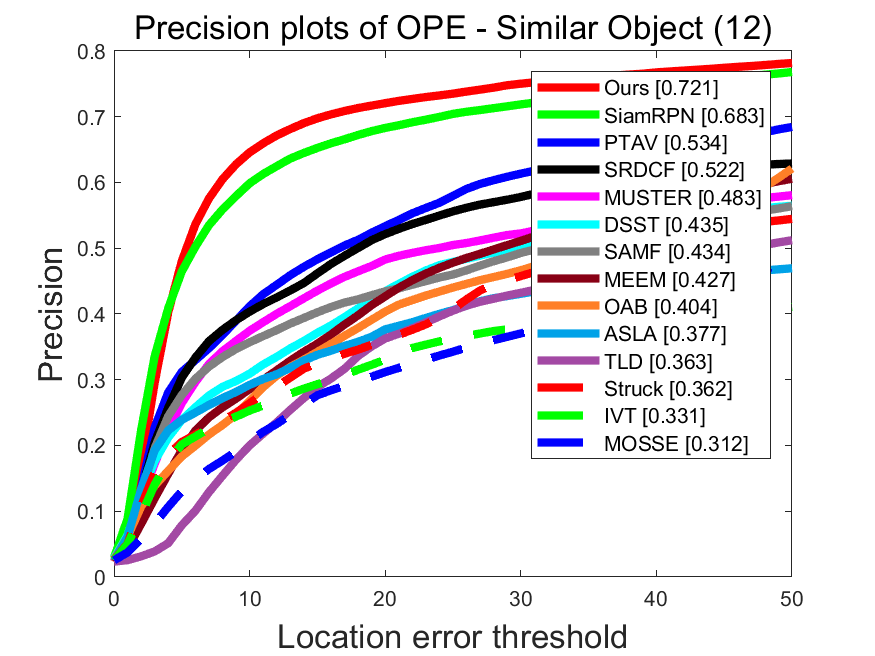 Precision plots of OPE - Similar Object (12)
0.8
0.7
0.6
0.5
0.4
0.3
0.2
0.1
0
Precision
Ours [0.721]
SiamRPN [0.683]
PTAV [0.534]
SRDCF [0.522]
MUSTER [0.483]
DSST [0.435]
SAMF [0.434]
MEEM [0.427]
OAB [0.404]
ASLA [0.377]
TLD [0.363]
Struck [0.362]
IVT [0.331]
MOSSE [0.312]
0 10 20 30 40 50
Location error threshold